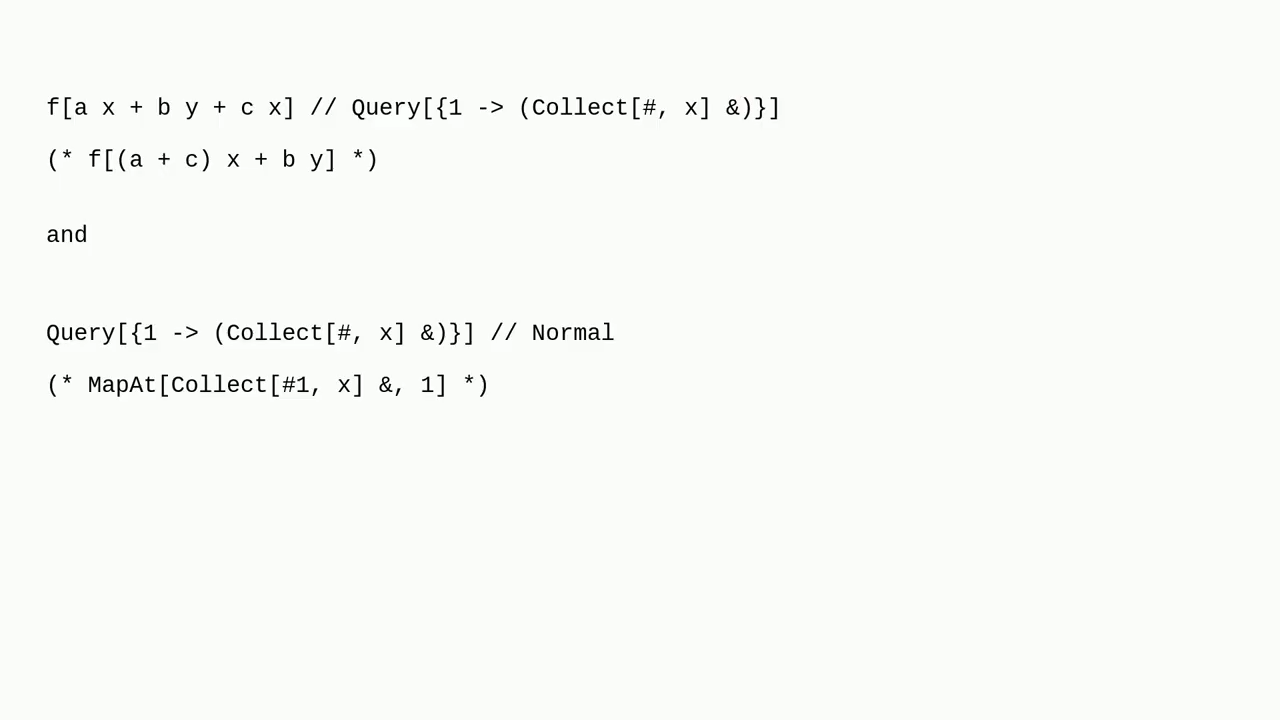 f[a x + b y + c x] // Query[{1 -> (Collect[#, x] &)}]
(* f[(a + c) x + b y] *)
and
Query[{1 -> (Collect[#, x] &)}] // Normal
(* MapAt[Collect[#1, x] &, 1] *)